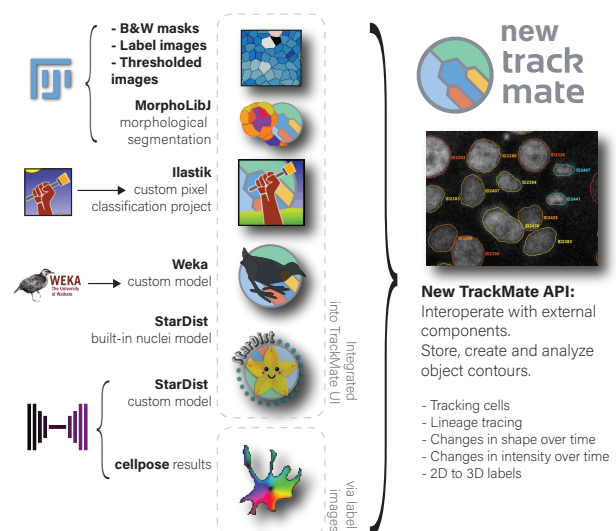 - B&W masks
- Label images
- Thresholded
images
MorphoLibJ
morphological
segmentation
Ilastik
custom pixel
classification project
WEKA
The University
of Waikato
Weka
custom model
StarDist
built-in nuclei model
StarDist
custom model
cellpose results
StarDist
Integrated
into TrackMate UI
via label
images
new
track
mate
ID2447
ID2441
New TrackMate API:
Interoperate with external
components.
Store, create and analyze
object contours.
- Tracking cells
- Lineage tracing
- Changes in shape over time
- Changes in intensity over time
- 2D to 3D labels